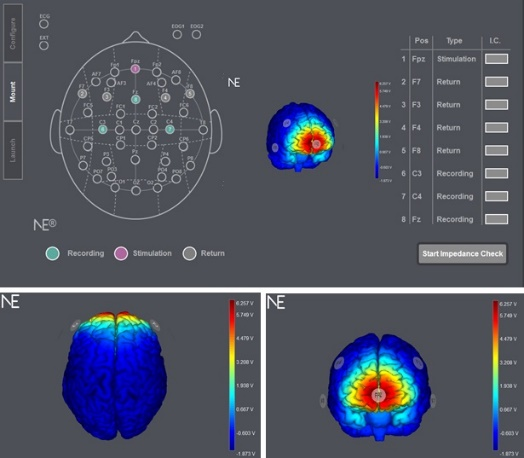 ECG
EXT
EOG1 EOG2
Configure
Mount
Launch
Fpz
Fp1 Fp2
AF7 AF3 AF4 AF8
F7 F3 Fz F4 F8
FC5 FC1 FC2 FC6
T7 C3 C1 Cz C2 C4 T8
CP5 CP1 CP2 CP6
P7 P3 Pz P4 P8
PO7 PO3 PO4 PO8
O1 Oz O2
NE
NE®
Recording Stimulation Return
Pos Type I.C.
1 Fpz Stimulation
2 F7 Return
3 F3 Return
4 F4 Return
5 F8 Return
6 C3 Recording
7 C4 Recording
8 Fz Recording
Start Impedance Check
NE
6.257 V
5.749 V
4.479 V
3.208 V
1.938 V
0.667 V
-0.603 V
-1.873 V
NE
6.257 V
5.749 V
4.479 V
3.208 V
1.938 V
0.667 V
-0.603 V
-1.873 V